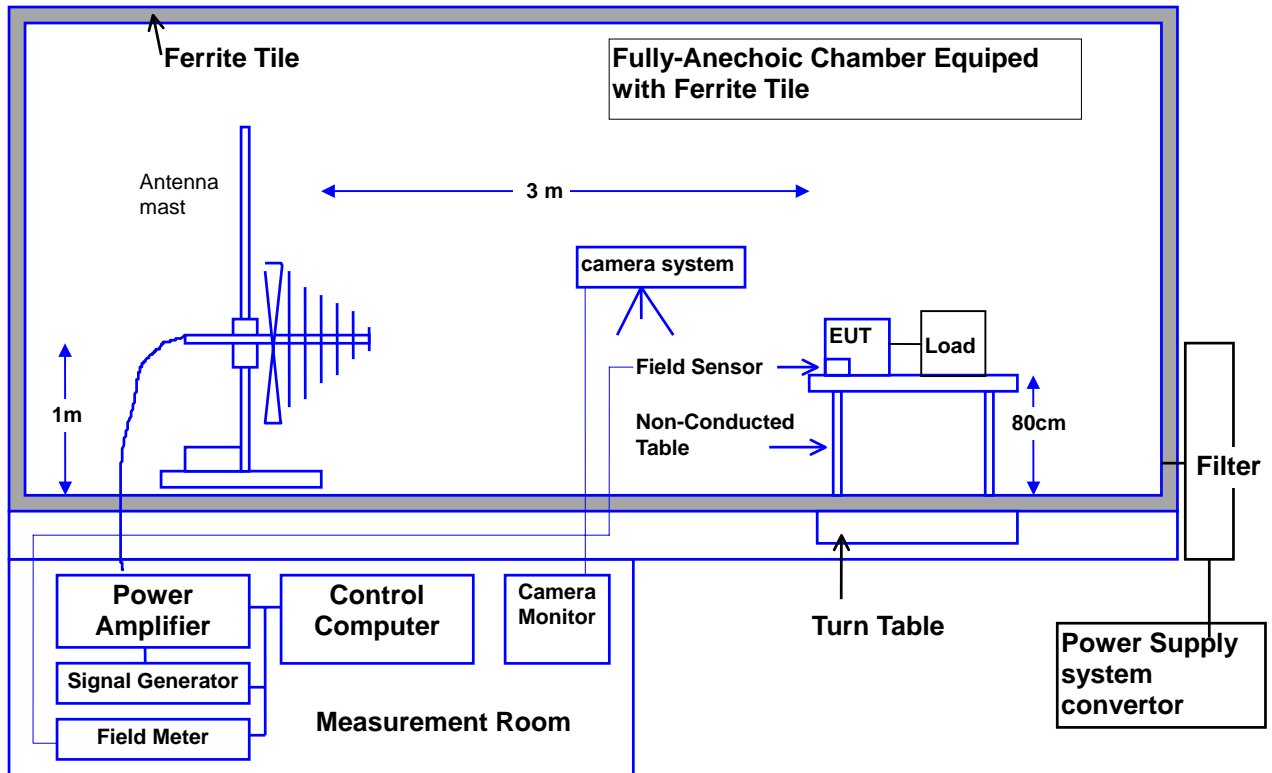 Ferrite Tile
Fully-Anechoic Chamber Equiped
with Ferrite Tile
Antenna
mast
3 m
camera system
EUT
Load
Field Sensor
1m
Non-Conducted
Table
80cm
Filter
Power
Amplifier
Control
Computer
Camera
Monitor
Turn Table
Signal Generator
Power Supply
system
convertor
Field Meter
Measurement Room